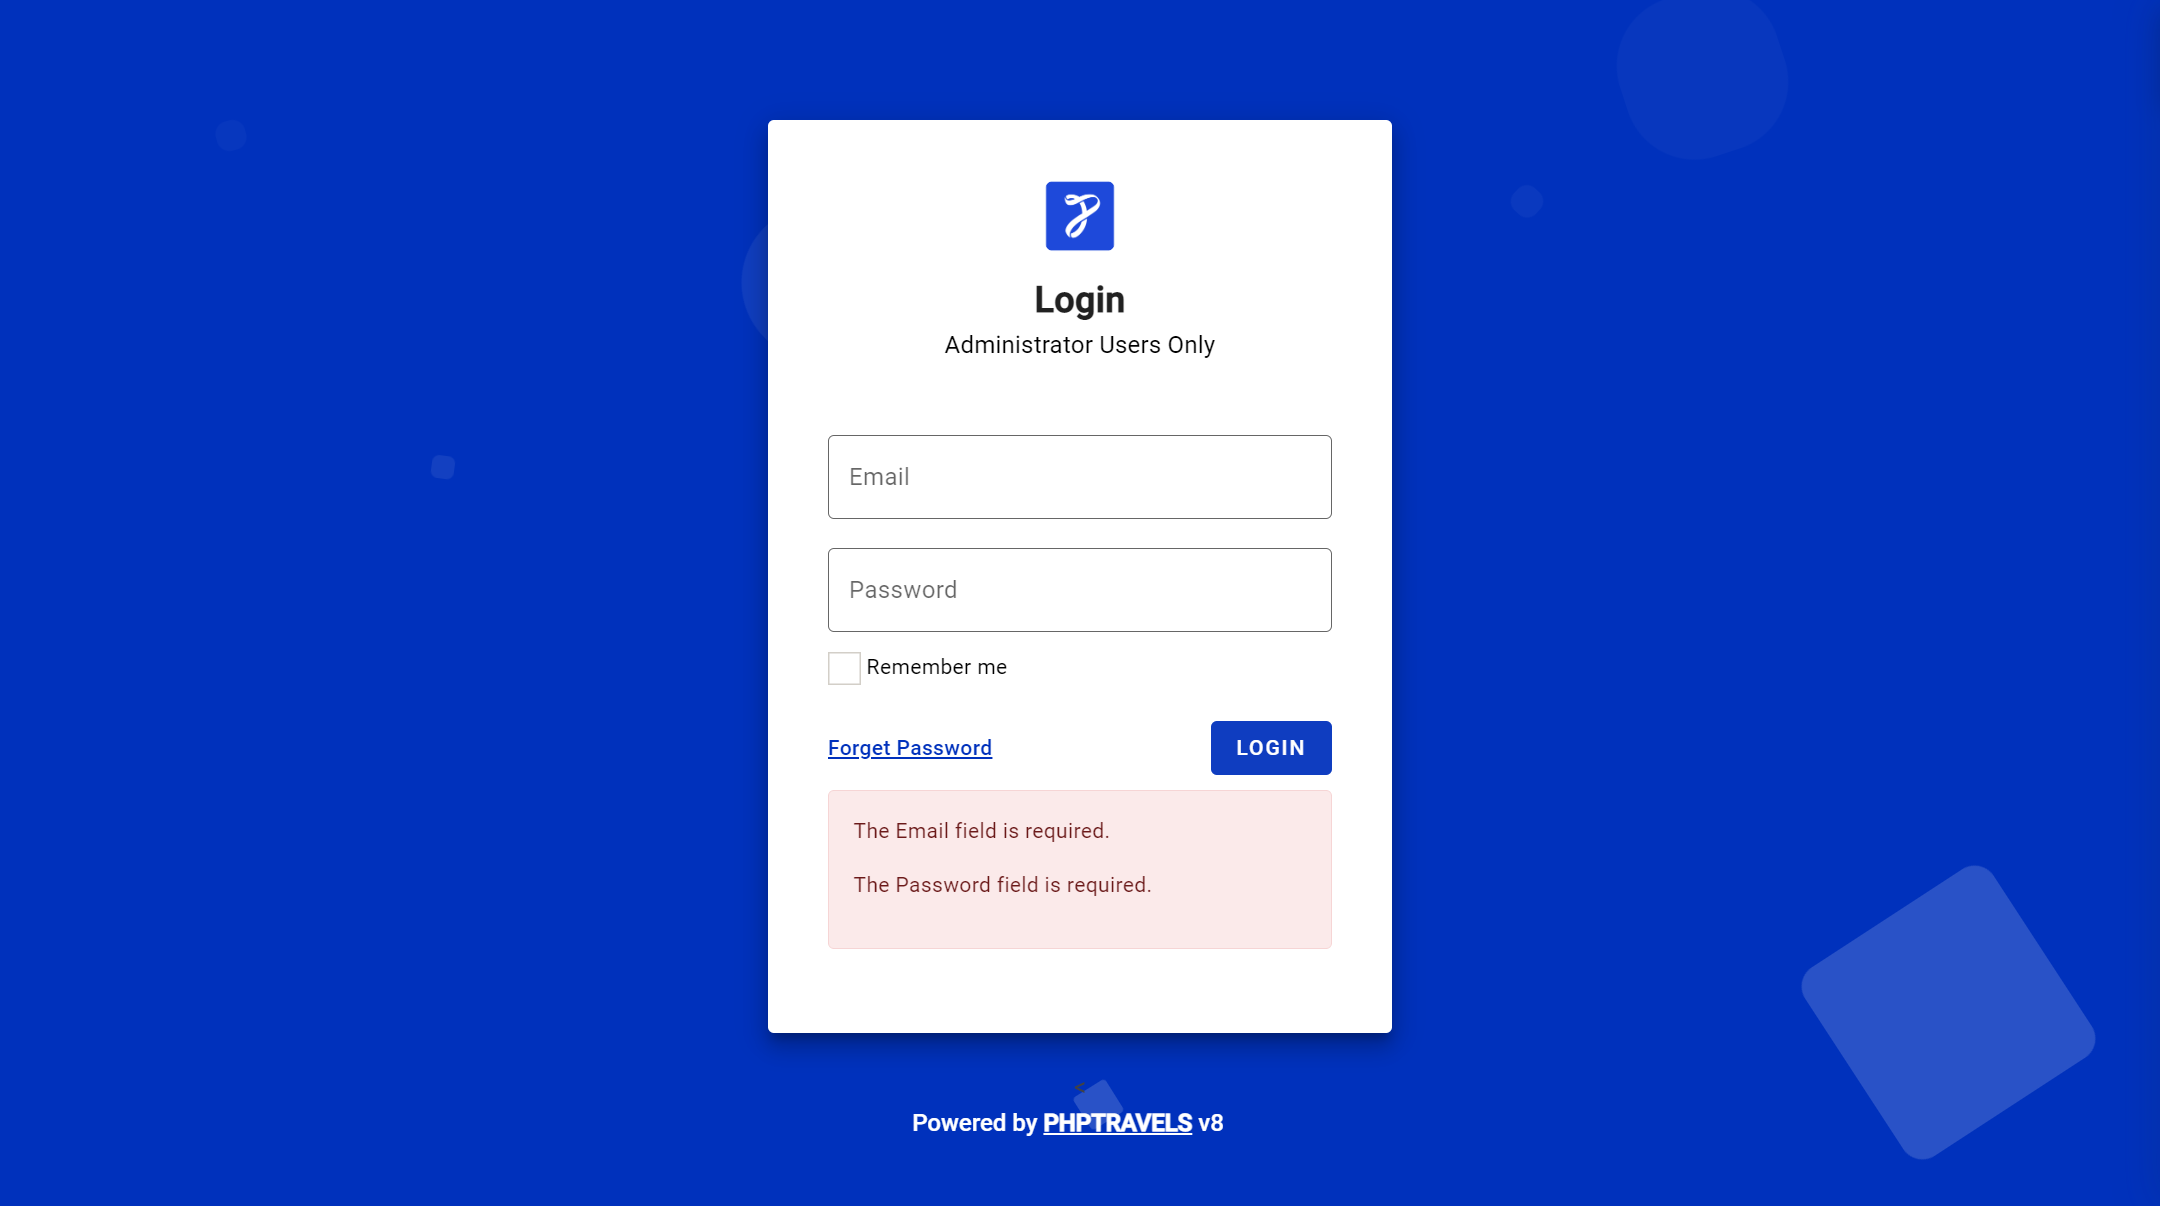 Login
Administrator Users Only
Email
Password
Remember me
Forget Password LOGIN
The Email field is required.
The Password field is required.
<
Powered by PHPTRAVELS v8